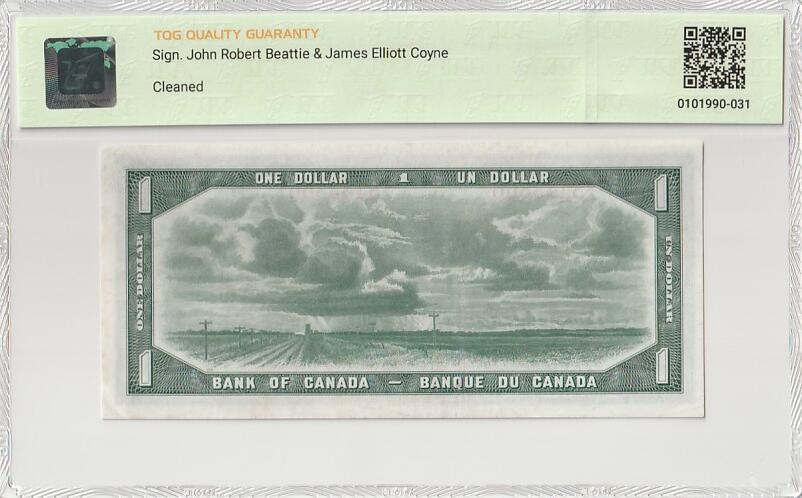 TQG QUALITY GUARANTY
Sign. John Robert Beattie & James Elliott Coyne
Cleaned
0101990-031
ONE DOLLAR 1 UN DOLLAR
1 1
ONE DOLLAR
UN DOLLAR
1 1
BANK OF CANADA — BANQUE DU CANADA